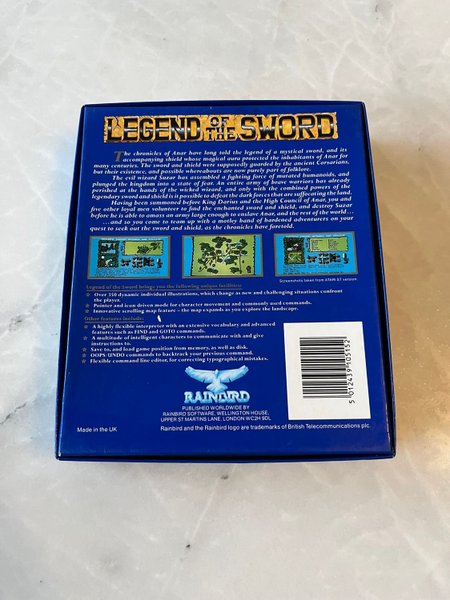 LEGEND OF THE SWORD
The chronicles of Anar have long told the legend of a mystical sword, and its
accompanying shield whose magical aura protected the inhabitants of Anar for
many centuries. The sword and shield were supposedly guarded by the ancient Corsarians,
but their existence, and possible whereabouts are now purely part of folklore.
The evil wizard Suzar has assembled a fighting force of mutated humanoids, and
plunged the kingdom into a state of fear. An entire army of brave warriors has already
perished at the hands of the wicked wizard, and only with the combined powers of the
legendary sword and shield is it possible to defeat the dark forces that are suffocating the land.
Having been summoned before King Darius and the High Council of Anar, you and
five other loyal men volunteer to find the enchanted sword and shield, and destroy Suzar
before he is able to amass an army large enough to enslave Anar, and the rest of the world...
...and so you come to team up with a motley band of hardened adventurers on your
quest to seek out the sword and shield, as the chronicles have foretold.
Screenshots taken from ATARI ST version
Legend of the Sword brings you the following unique facilities:
Over 350 dynamic individual illustrations, which change as new and challenging situations confront
the player.
Pointer and icon driven mode for character movement and commonly used commands.
Innovative scrolling map feature – the map expands as you explore the landscape.
Other features include:
A highly flexible interpreter with an extensive vocabulary and advanced
features such as FIND and GOTO commands.
A multitude of intelligent characters to communicate with and give
instructions to.
Save to, and load game position from memory, as well as disk.
OOPS/UNDO commands to backtrack your previous command.
Flexible command line editor, for correcting typographical mistakes.
5 012439 105152
RAINBIRD
PUBLISHED WORLDWIDE BY
RAINBIRD SOFTWARE, WELLINGTON HOUSE,
UPPER ST MARTINS LANE, LONDON WC2H 9DL
Made in the UK
Rainbird and the Rainbird logo are trademarks of British Telecommunications plc.